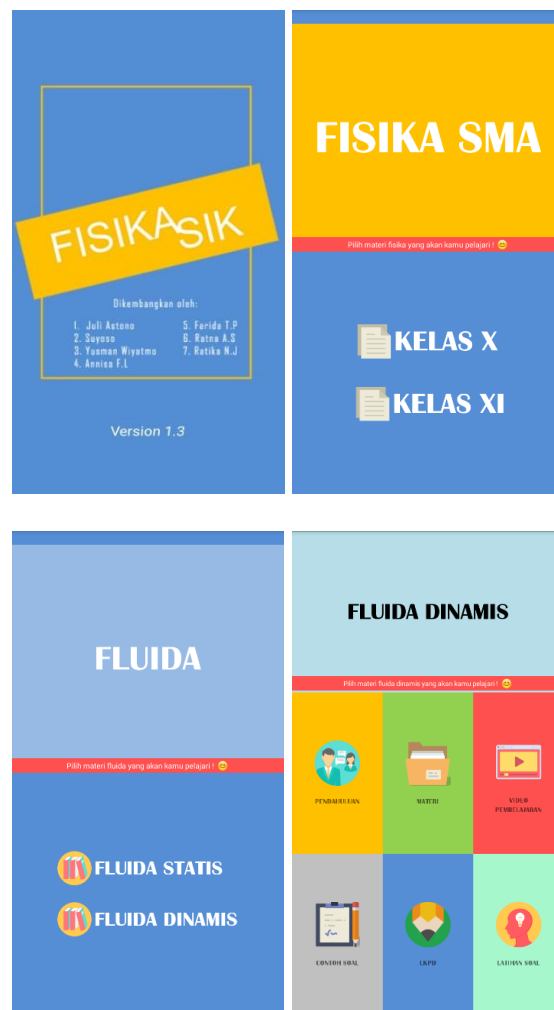 FISIKA ASIK
Dikembangkan oleh:
1. Juli Astono
2. Suyoso
3. Yusman Wiyatmo
4. Annisa F.L
5. Farida T.P
6. Ratna A.S
7. Ratika N.J
Version 1.3
FISIKA SMA
Pilih materi fisika yang akan kamu pelajari ! 😊
KELAS X
KELAS XI
FLUIDA
Pilih materi fluida yang akan kamu pelajari ! 😊
FLUIDA STATIS
FLUIDA DINAMIS
FLUIDA DINAMIS
Pilih materi fluida dinamis yang akan kamu pelajari ! 😊
PENDAHULUAN
MATERI
VIDEO
PEMBELAJARAN
CONTOH SOAL
LKPD
LATIHAN SOAL